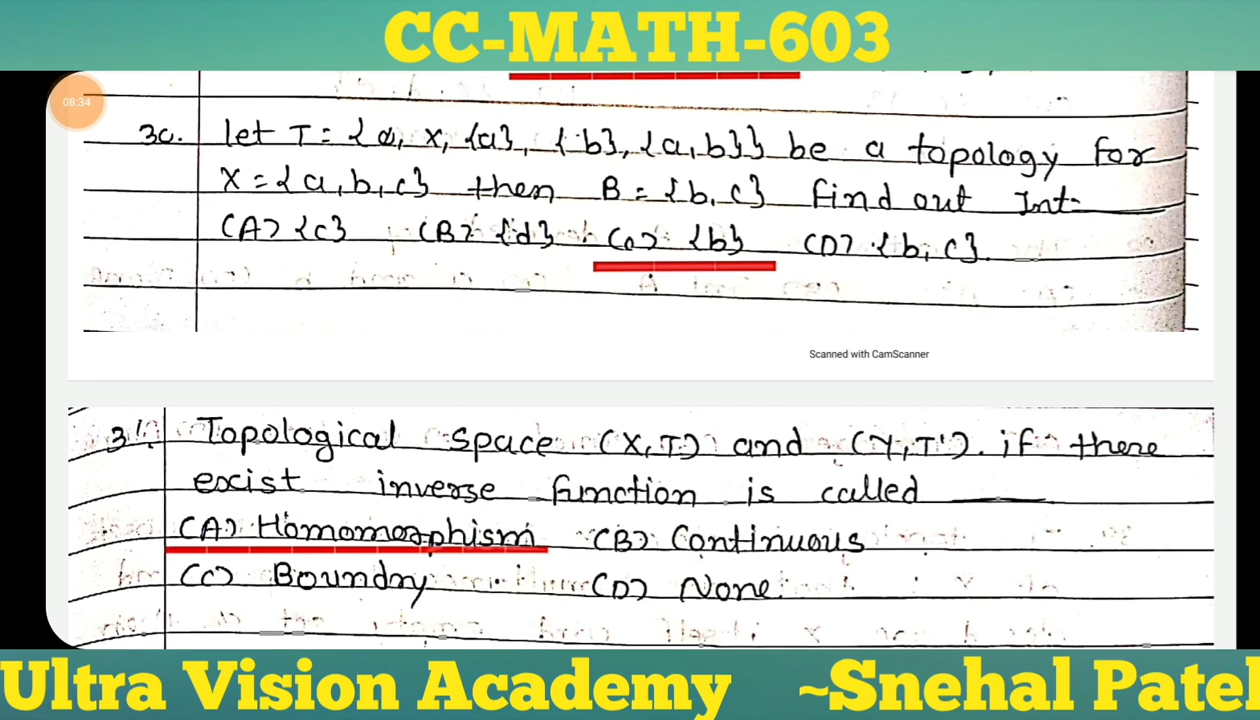 CC-MATH-603
08:34
30. let T = {φ, X, {a}, {b}, {a, b}} be a topology for
X = {a, b, c} then B = {b, c} find out Int=
(A) {c} (B) {d} (C) {b} (D) {b, c}.
Scanned with CamScanner
31. Topological space (X, T) and (Y, T'). if there
exist inverse function is called
(A) Homomorphism (B) Continuous
(C) Boundry (D) None.
Ultra Vision Academy ~Snehal Patel